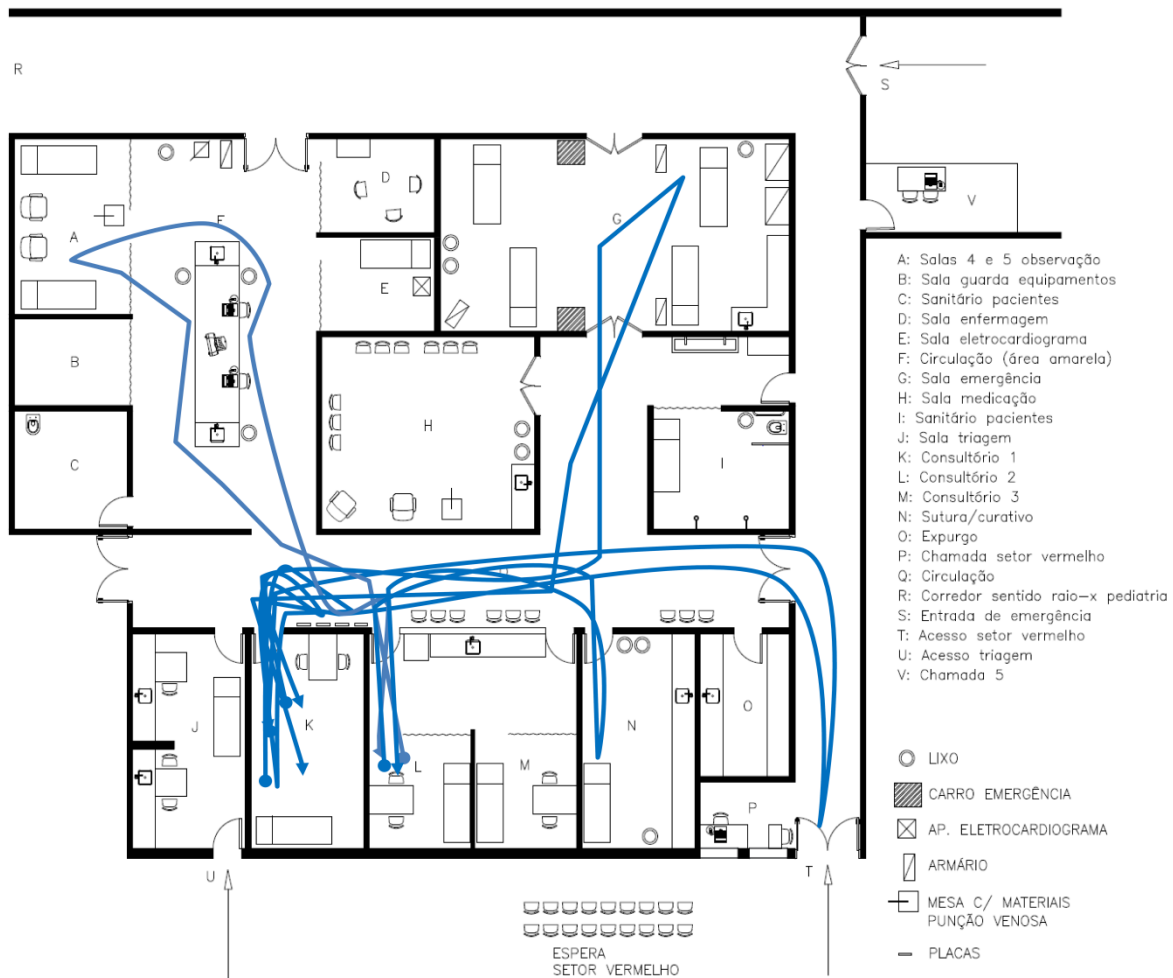 R
S
V
D
F
G
A
E
B
H
C
I
Q
J
K
L
M
N
O
P
U
T
ESPERA
SETOR VERMELHO
A: Salas 4 e 5 observação
B: Sala guarda equipamentos
C: Sanitário pacientes
D: Sala enfermagem
E: Sala eletrocardiograma
F: Circulação (área amarela)
G: Sala emergência
H: Sala medicação
I: Sanitário pacientes
J: Sala triagem
K: Consultório 1
L: Consultório 2
M: Consultório 3
N: Sutura/curativo
O: Expurgo
P: Chamada setor vermelho
Q: Circulação
R: Corredor sentido raio-x pediatria
S: Entrada de emergência
T: Acesso setor vermelho
U: Acesso triagem
V: Chamada 5
LIXO
CARRO EMERGÊNCIA
AP. ELETROCARDIOGRAMA
ARMÁRIO
MESA C/ MATERIAIS
PUNÇÃO VENOSA
PLACAS